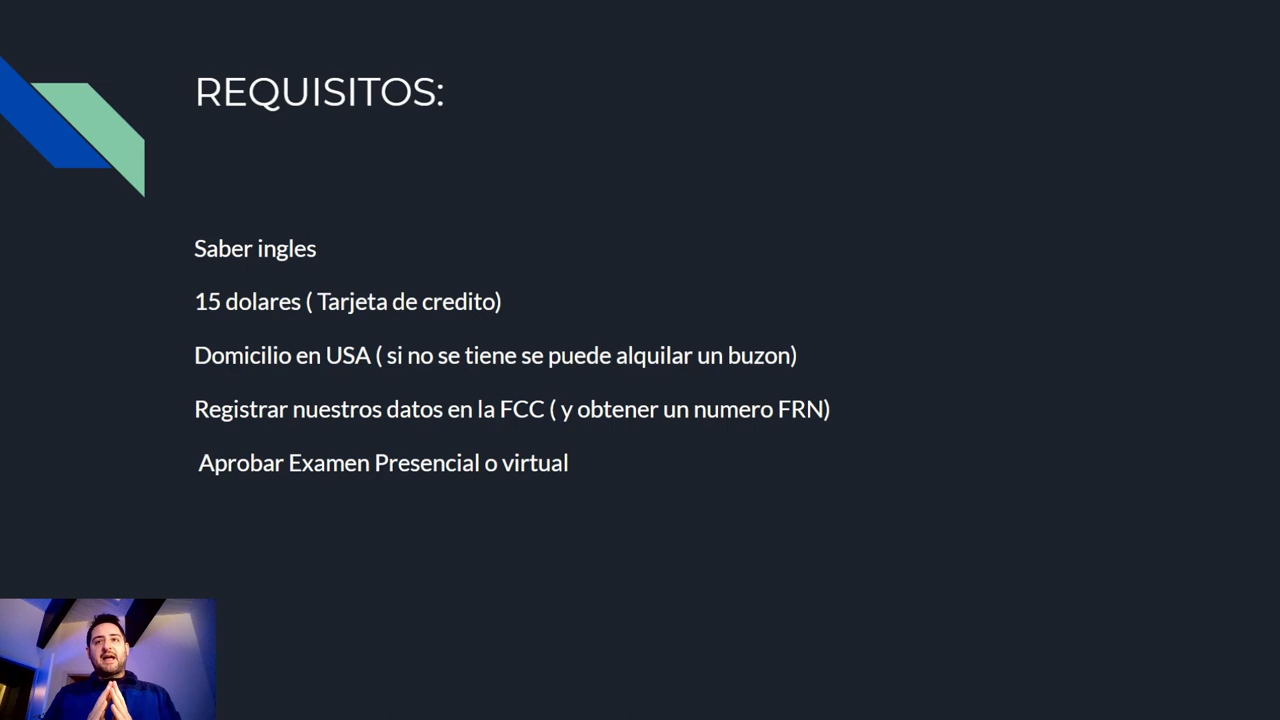 REQUISITOS:
Saber ingles
15 dolares ( Tarjeta de credito)
Domicilio en USA ( si no se tiene se puede alquilar un buzon)
Registrar nuestros datos en la FCC ( y obtener un numero FRN)
Aprobar Examen Presencial o virtual